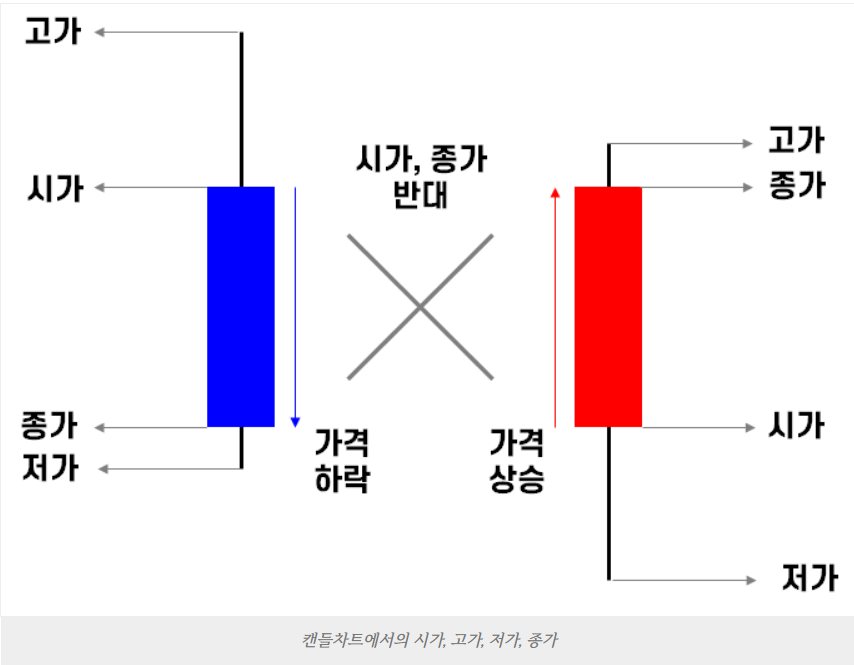 고가
시가
종가
저가
가격
하락
시가, 종가
반대
가격
상승
고가
종가
시가
저가
캔들차트에서의 시가, 고가, 저가, 종가